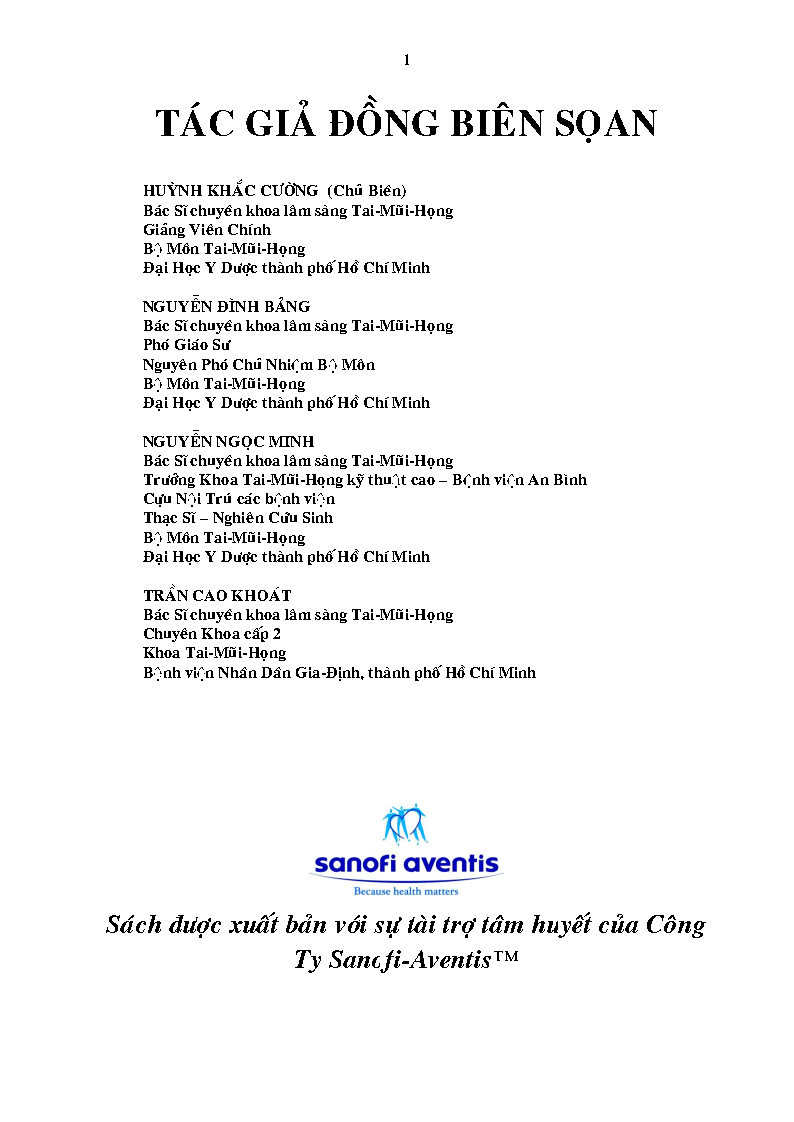 1
TÁC GIẢ ĐỒNG BIÊN SỌAN
HUỲNH KHẮC CƯỜNG (Chủ Biên)
Bác Sĩ chuyên khoa lâm sàng Tai-Mũi-Họng
Giảng Viên Chính
Bộ Môn Tai-Mũi-Họng
Đại Học Y Dược thành phố Hồ Chí Minh
NGUYỄN ĐÌNH BẢNG
Bác Sĩ chuyên khoa lâm sàng Tai-Mũi-Họng
Phó Giáo Sư
Nguyên Phó Chủ Nhiệm Bộ Môn
Bộ Môn Tai-Mũi-Họng
Đại Học Y Dược thành phố Hồ Chí Minh
NGUYỄN NGỌC MINH
Bác Sĩ chuyên khoa lâm sàng Tai-Mũi-Họng
Trưởng Khoa Tai-Mũi-Họng kỹ thuật cao – Bệnh viện An Bình
Cựu Nội Trú các bệnh viện
Thạc Sĩ – Nghiên Cứu Sinh
Bộ Môn Tai-Mũi-Họng
Đại Học Y Dược thành phố Hồ Chí Minh
TRẦN CAO KHOÁT
Bác Sĩ chuyên khoa lâm sàng Tai-Mũi-Họng
Chuyên Khoa cấp 2
Khoa Tai-Mũi-Họng
Bệnh viện Nhân Dân Gia-Định, thành phố Hồ Chí Minh
sanofi aventis
Because health matters
Sách được xuất bản với sự tài trợ tâm huyết của Công
Ty Sanofi-Aventis™